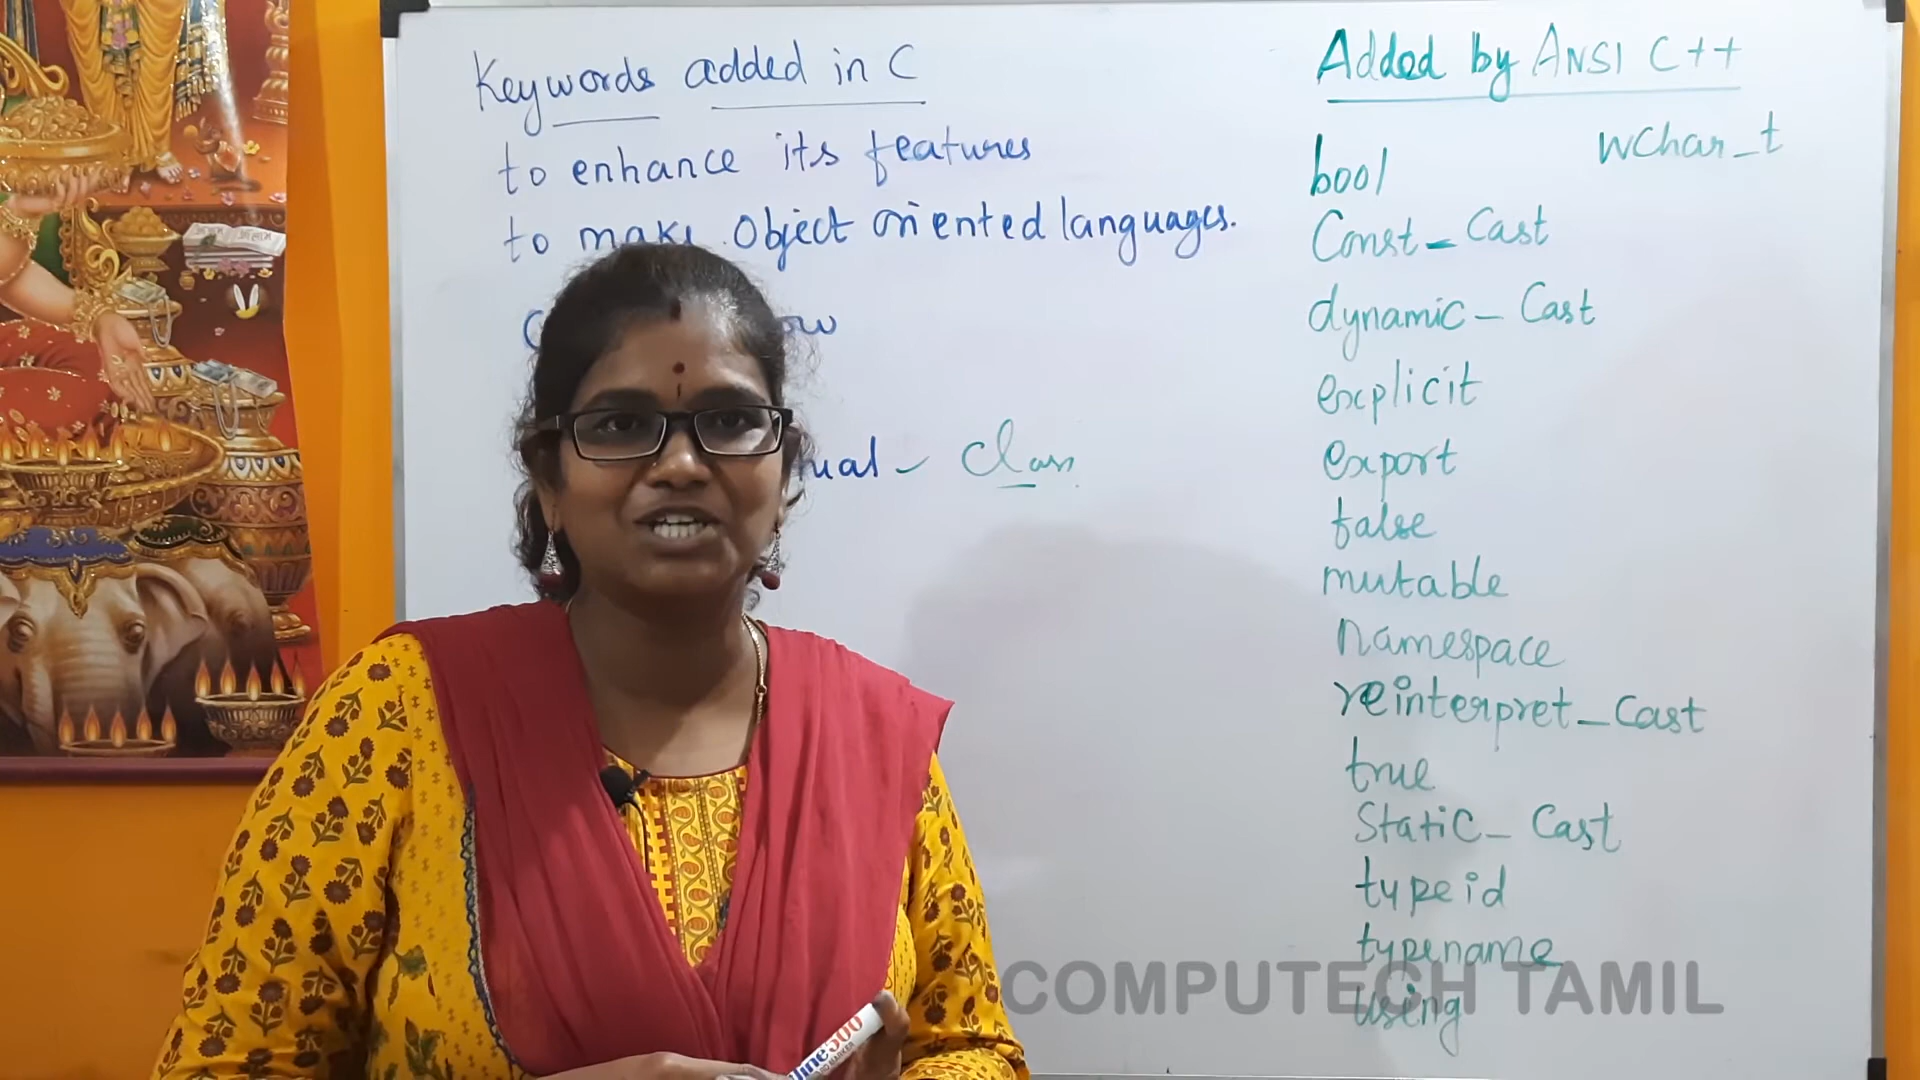 Keywords added in C
to enhance its features
to make object oriented languages.
Class
Added by ANSI C++
wchar_t
bool
Const_Cast
dynamic_Cast
explicit
export
false
mutable
namespace
reinterpret_Cast
true
Static_Cast
typeid
typename
using
COMPUTECH TAMIL
500